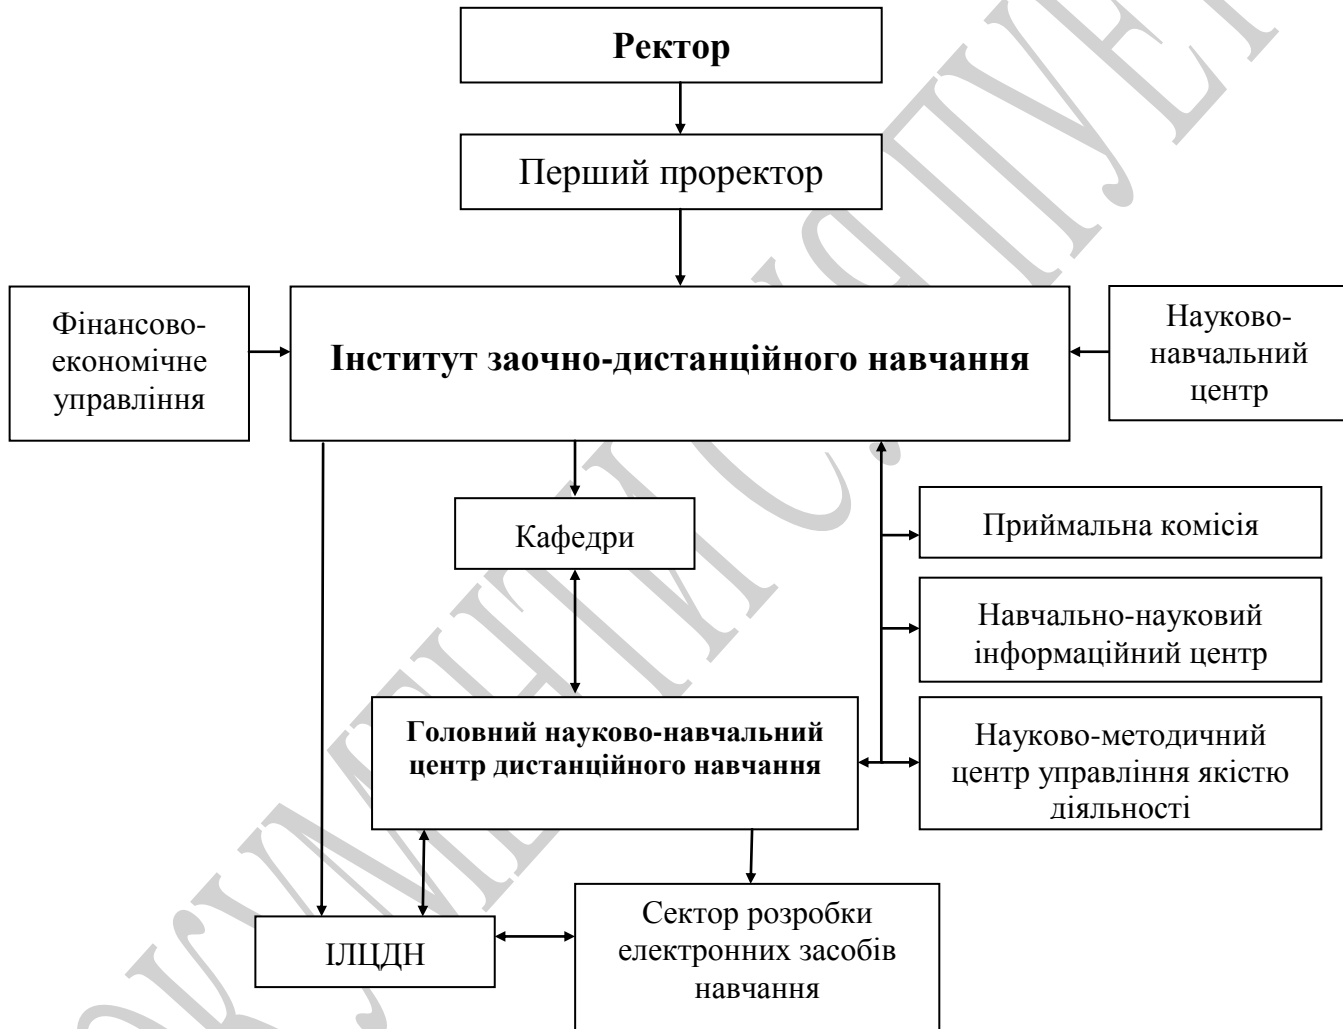 Ректор
Перший проректор
Фінансово-
економічне
управління
Інститут заочно-дистанційного навчання
Науково-
навчальний
центр
Кафедри
Приймальна комісія
Навчально-науковий
інформаційний центр
Головний науково-навчальний
центр дистанційного навчання
Науково-методичний
центр управління якістю
діяльності
ІЛЦДН
Сектор розробки
електронних засобів
навчання